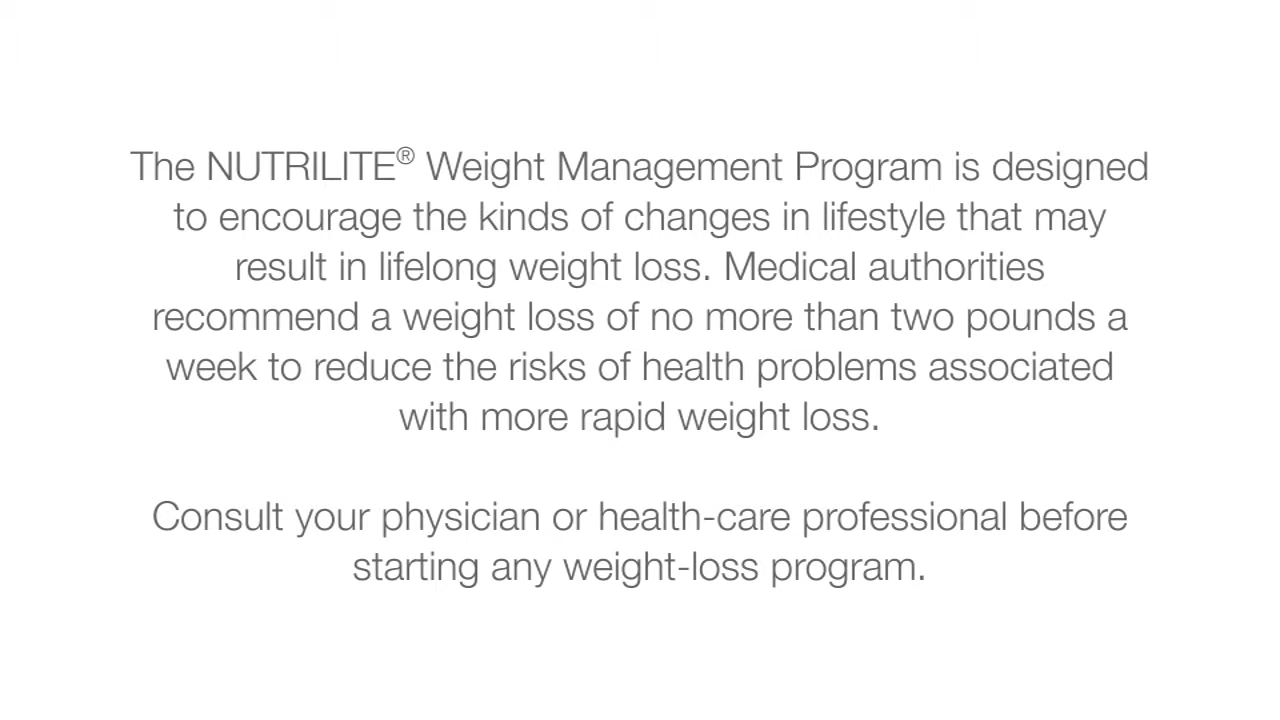 The NUTRILITE® Weight Management Program is designed
to encourage the kinds of changes in lifestyle that may
result in lifelong weight loss. Medical authorities
recommend a weight loss of no more than two pounds a
week to reduce the risks of health problems associated
with more rapid weight loss.
Consult your physician or health-care professional before
starting any weight-loss program.